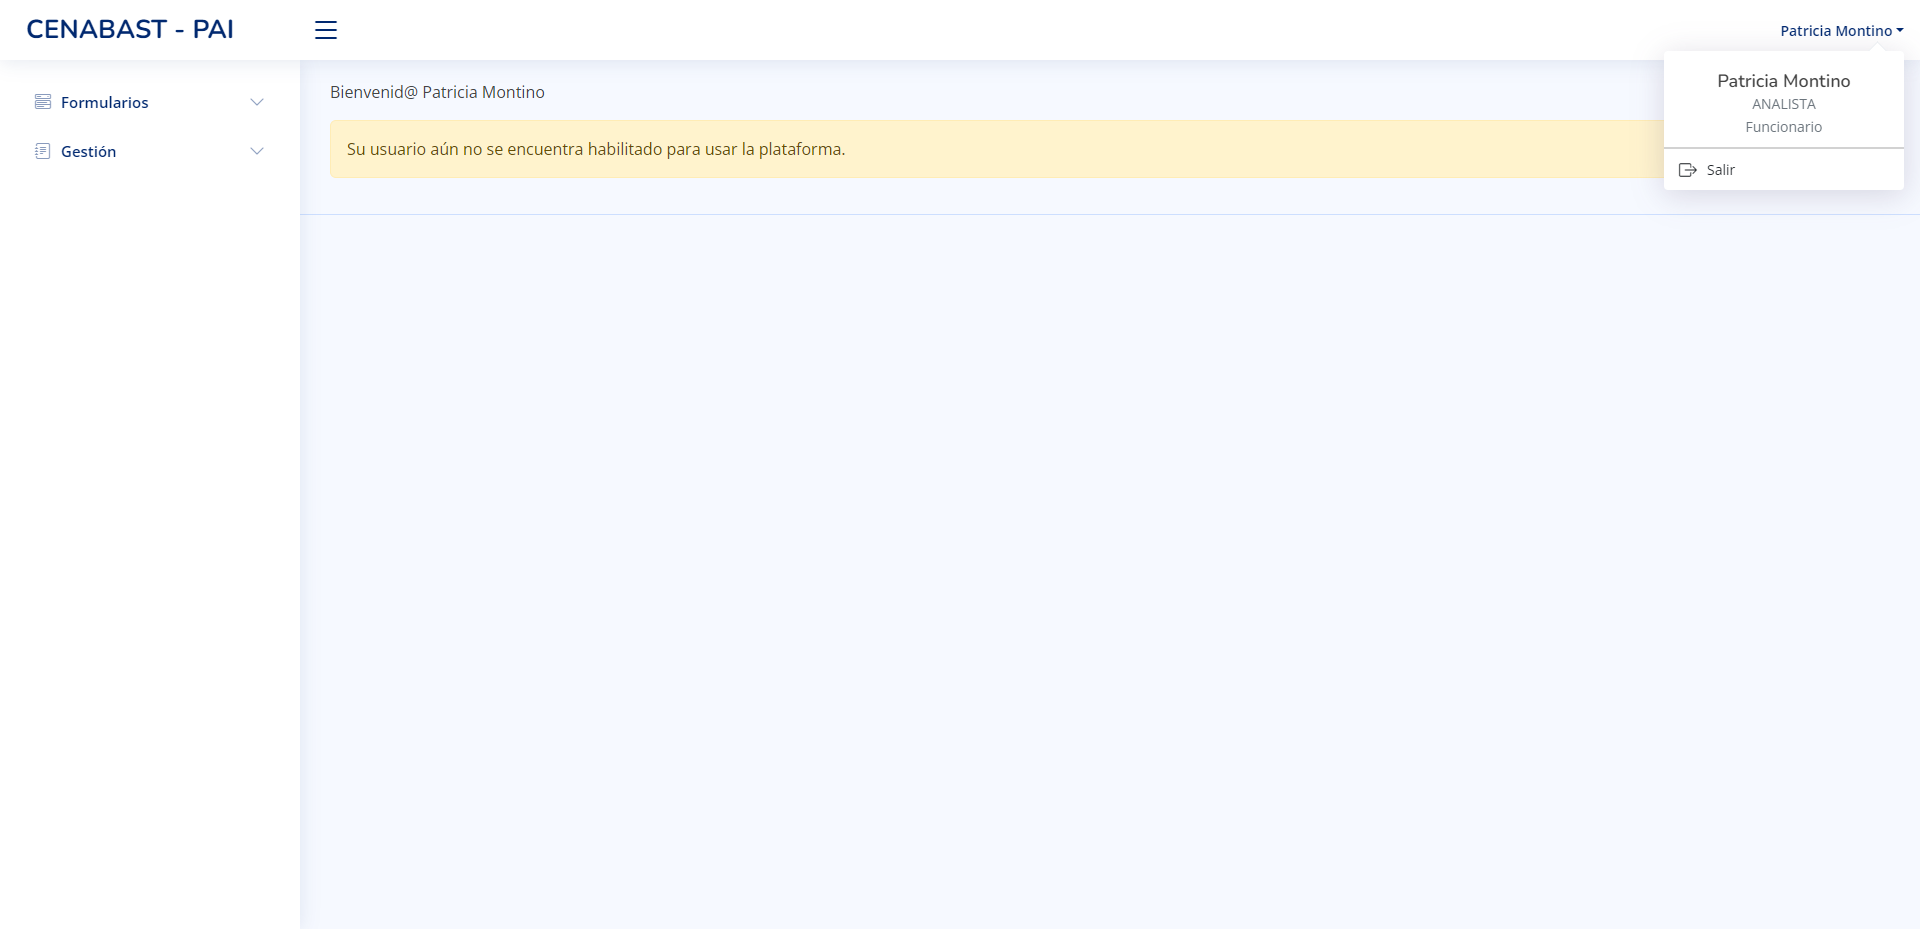 CENABAST - PAI
Patricia Montino
Patricia Montino
ANALISTA
Funcionario
Salir
Formularios
Gestión
Bienvenid@ Patricia Montino
Su usuario aún no se encuentra habilitado para usar la plataforma.